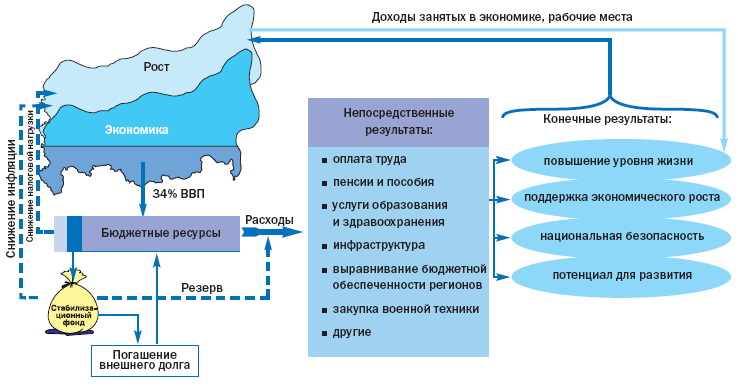 Доходы занятых в экономике, рабочие места
Рост
Экономика
34% ВВП
Снижение инфляции
Снижение налоговой нагрузки
Бюджетные ресурсы
Расходы
Резерв
Стабилиза-
ционный
фонд
Погашение
внешнего долга
Непосредственные
результаты:
оплата труда
пенсии и пособия
услуги образования
и здравоохранения
инфраструктура
выравнивание бюджетной
обеспеченности регионов
закупка военной техники
другие
Конечные результаты:
повышение уровня жизни
поддержка экономического роста
национальная безопасность
потенциал для развития